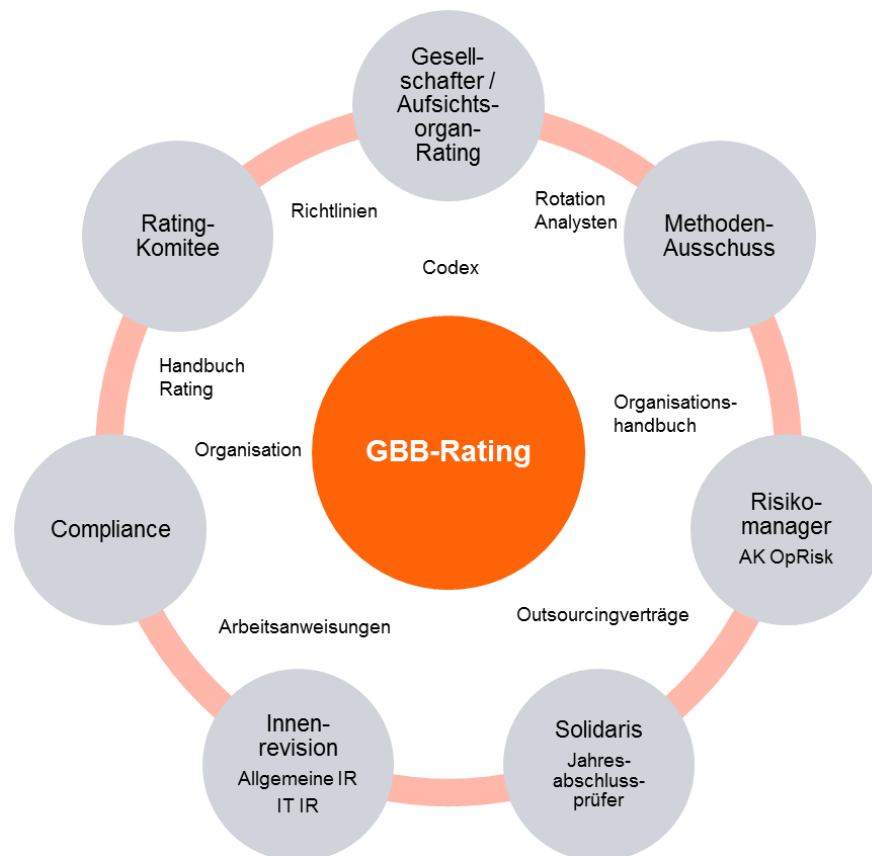 Gesell-
schafter /
Aufsichts-
organ-
Rating
Rating-
Komitee
Richtlinien
Rotation
Analysten
Methoden-
Ausschuss
Codex
Handbuch
Rating
Organisations-
handbuch
Organisation
GBB-Rating
Compliance
Risiko-
manager
AK OpRisk
Arbeitsanweisungen
Outsourcingverträge
Innen-
revision
Allgemeine IR
IT IR
Solidaris
Jahres-
abschluss-
prüfer